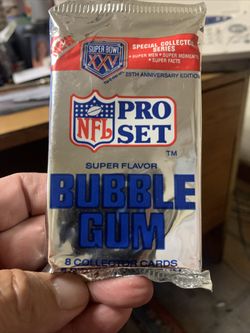 SUPER BOWL
XXV
SPECIAL COLLECTOR
SERIES
• SUPER MEN • SUPER MOMENTS
• SUPER FACTS
25TH ANNIVERSARY EDITION
NFL
PRO
SET
TM
SUPER FLAVOR
BUBBLE
GUM
8 COLLECTOR CARDS